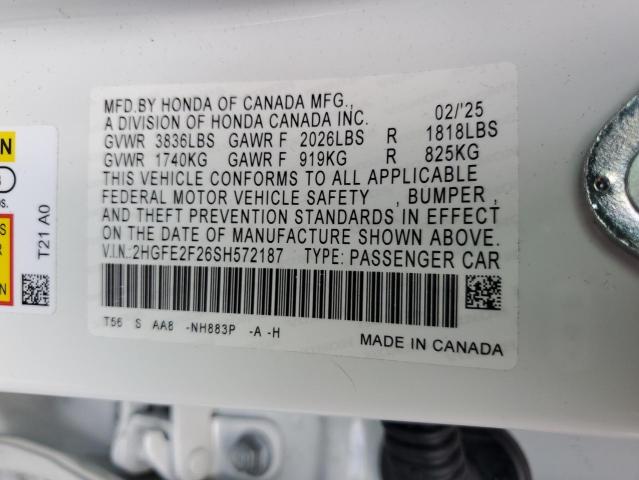 MFD.BY HONDA OF CANADA MFG.,
A DIVISION OF HONDA CANADA INC. 02/'25
GVWR 3836LBS GAWR F 2026LBS R 1818LBS
GVWR 1740KG GAWR F 919KG R 825KG
THIS VEHICLE CONFORMS TO ALL APPLICABLE
FEDERAL MOTOR VEHICLE SAFETY , BUMPER ,
AND THEFT PREVENTION STANDARDS IN EFFECT
ON THE DATE OF MANUFACTURE SHOWN ABOVE.
V.I.N.:2HGFE2F26SH572187 TYPE: PASSENGER CAR
T56 S AA8 -NH883P -A -H
MADE IN CANADA
T21 A0